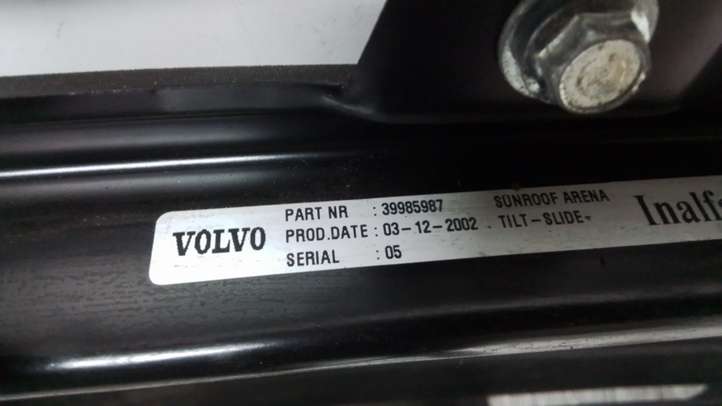 VOLVO
PART NR : 39985987
PROD.DATE : 03-12-2002
SERIAL : 05
SUNROOF ARENA
TILT-SLIDE